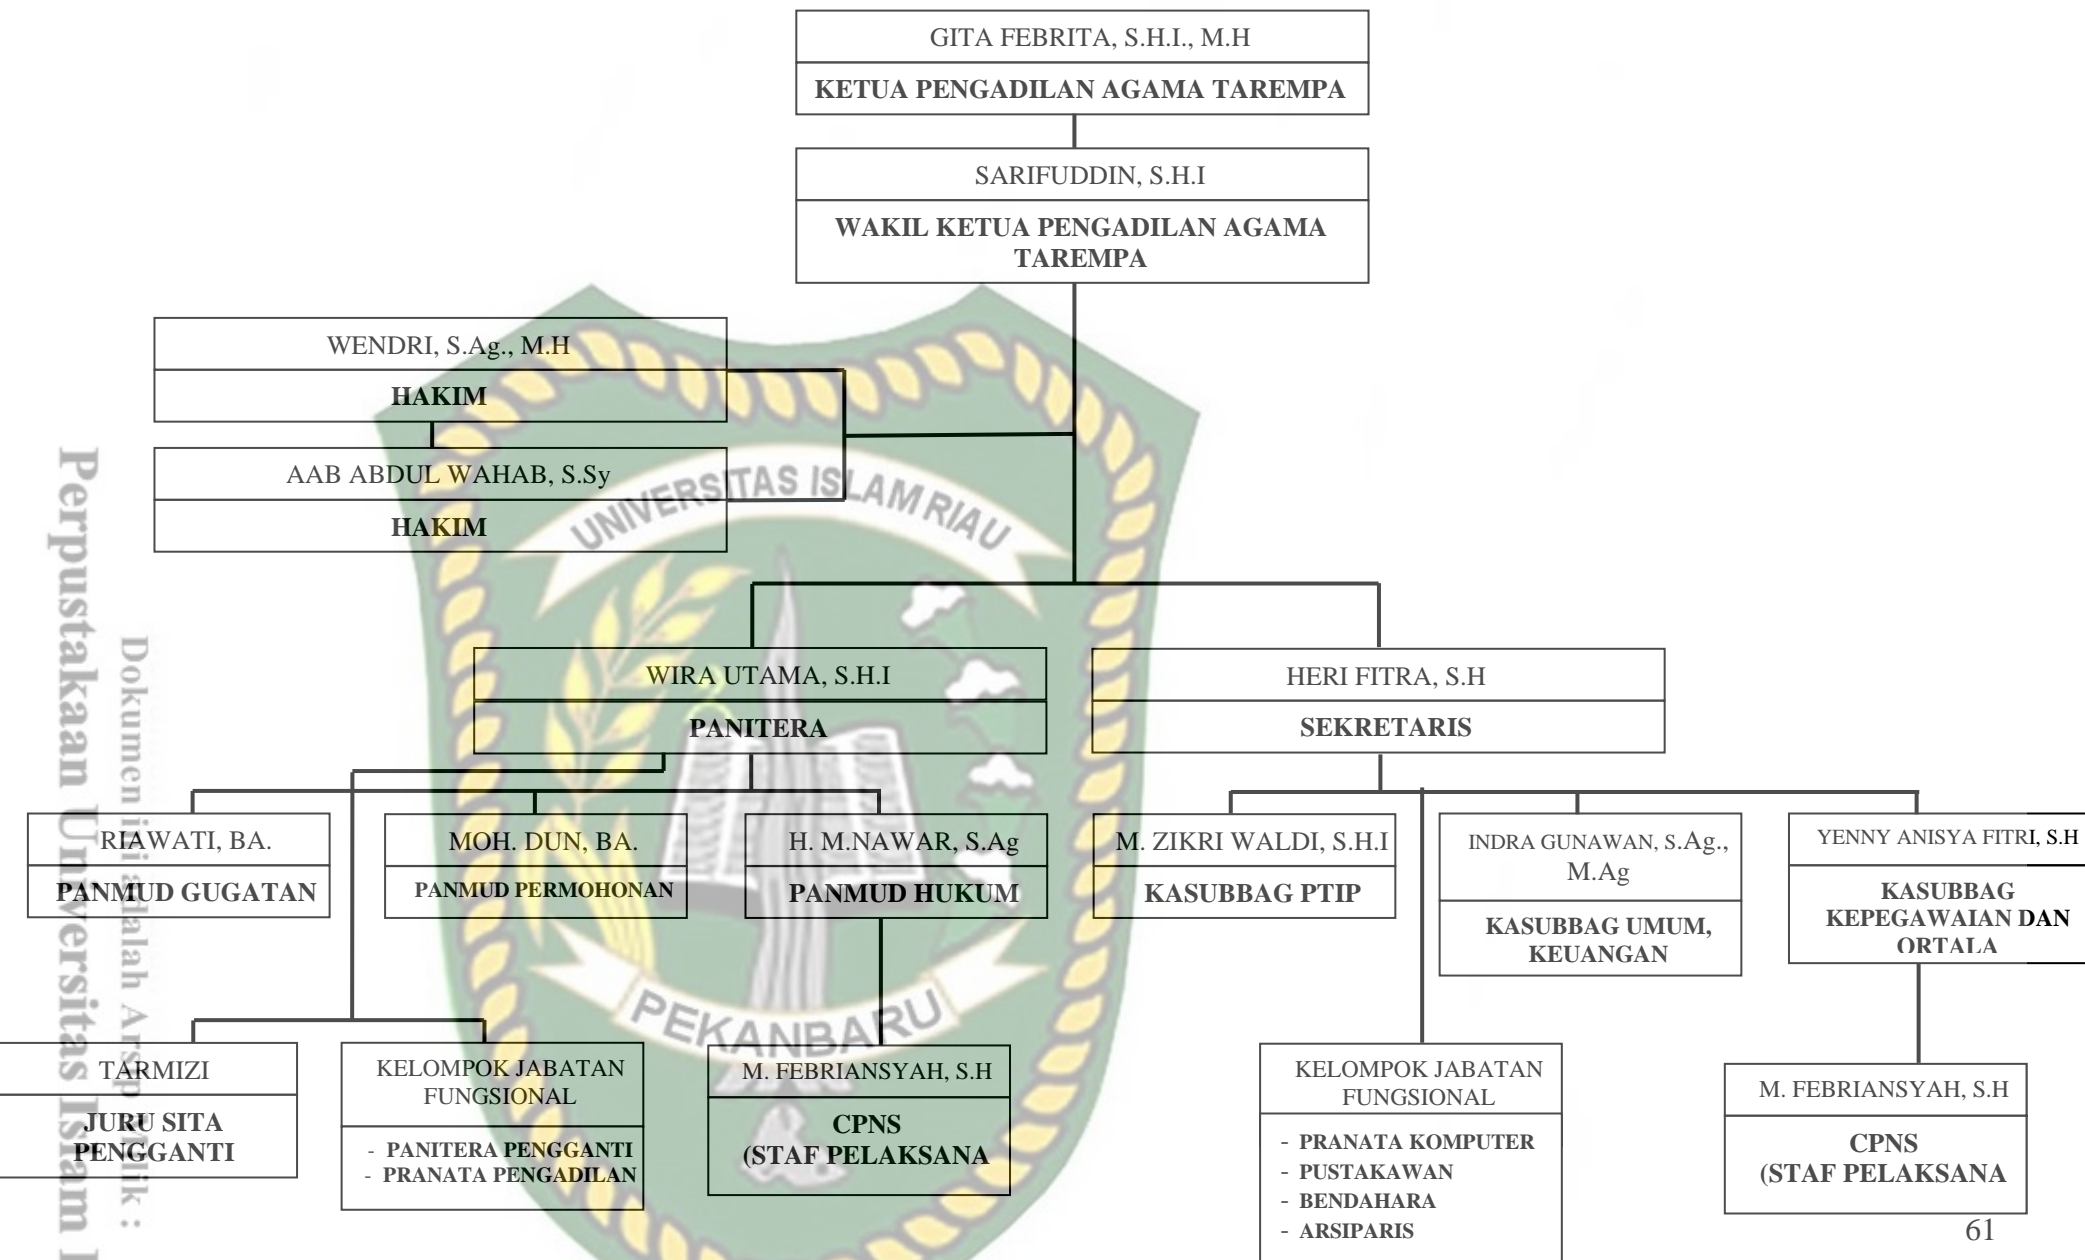 GITA FEBRITA, S.H.I., M.H
KETUA PENGADILAN AGAMA TAREMPA
SARIFUDDIN, S.H.I
WAKIL KETUA PENGADILAN AGAMA
TAREMPA
WENDRI, S.Ag., M.H
HAKIM
AAB ABDUL WAHAB, S.Sy
HAKIM
UNIVERSITAS ISLAM RIAU
WIRA UTAMA, S.H.I
PANITERA
HERI FITRA, S.H
SEKRETARIS
RIAWATI, BA.
PANMUD GUGATAN
MOH. DUN, BA.
PANMUD PERMOHONAN
H. M.NAWAR, S.Ag
PANMUD HUKUM
M. ZIKRI WALDI, S.H.I
KASUBBAG PTIP
INDRA GUNAWAN, S.Ag.,
M.Ag
KASUBBAG UMUM,
KEUANGAN
YENNY ANISYA FITRI, S.H
KASUBBAG
KEPEGAWAIAN DAN
ORTALA
PEKANBARU
TARMIZI
JURU SITA
PENGGANTI
KELOMPOK JABATAN
FUNGSIONAL
- PANITERA PENGGANTI
- PRANATA PENGADILAN
M. FEBRIANSYAH, S.H
CPNS
(STAF PELAKSANA
KELOMPOK JABATAN
FUNGSIONAL
- PRANATA KOMPUTER
- PUSTAKAWAN
- BENDAHARA
- ARSIPARIS
M. FEBRIANSYAH, S.H
CPNS
(STAF PELAKSANA
61
Perpustakaan Universitas Islam
Dokumen ini adalah Arsip Milik :